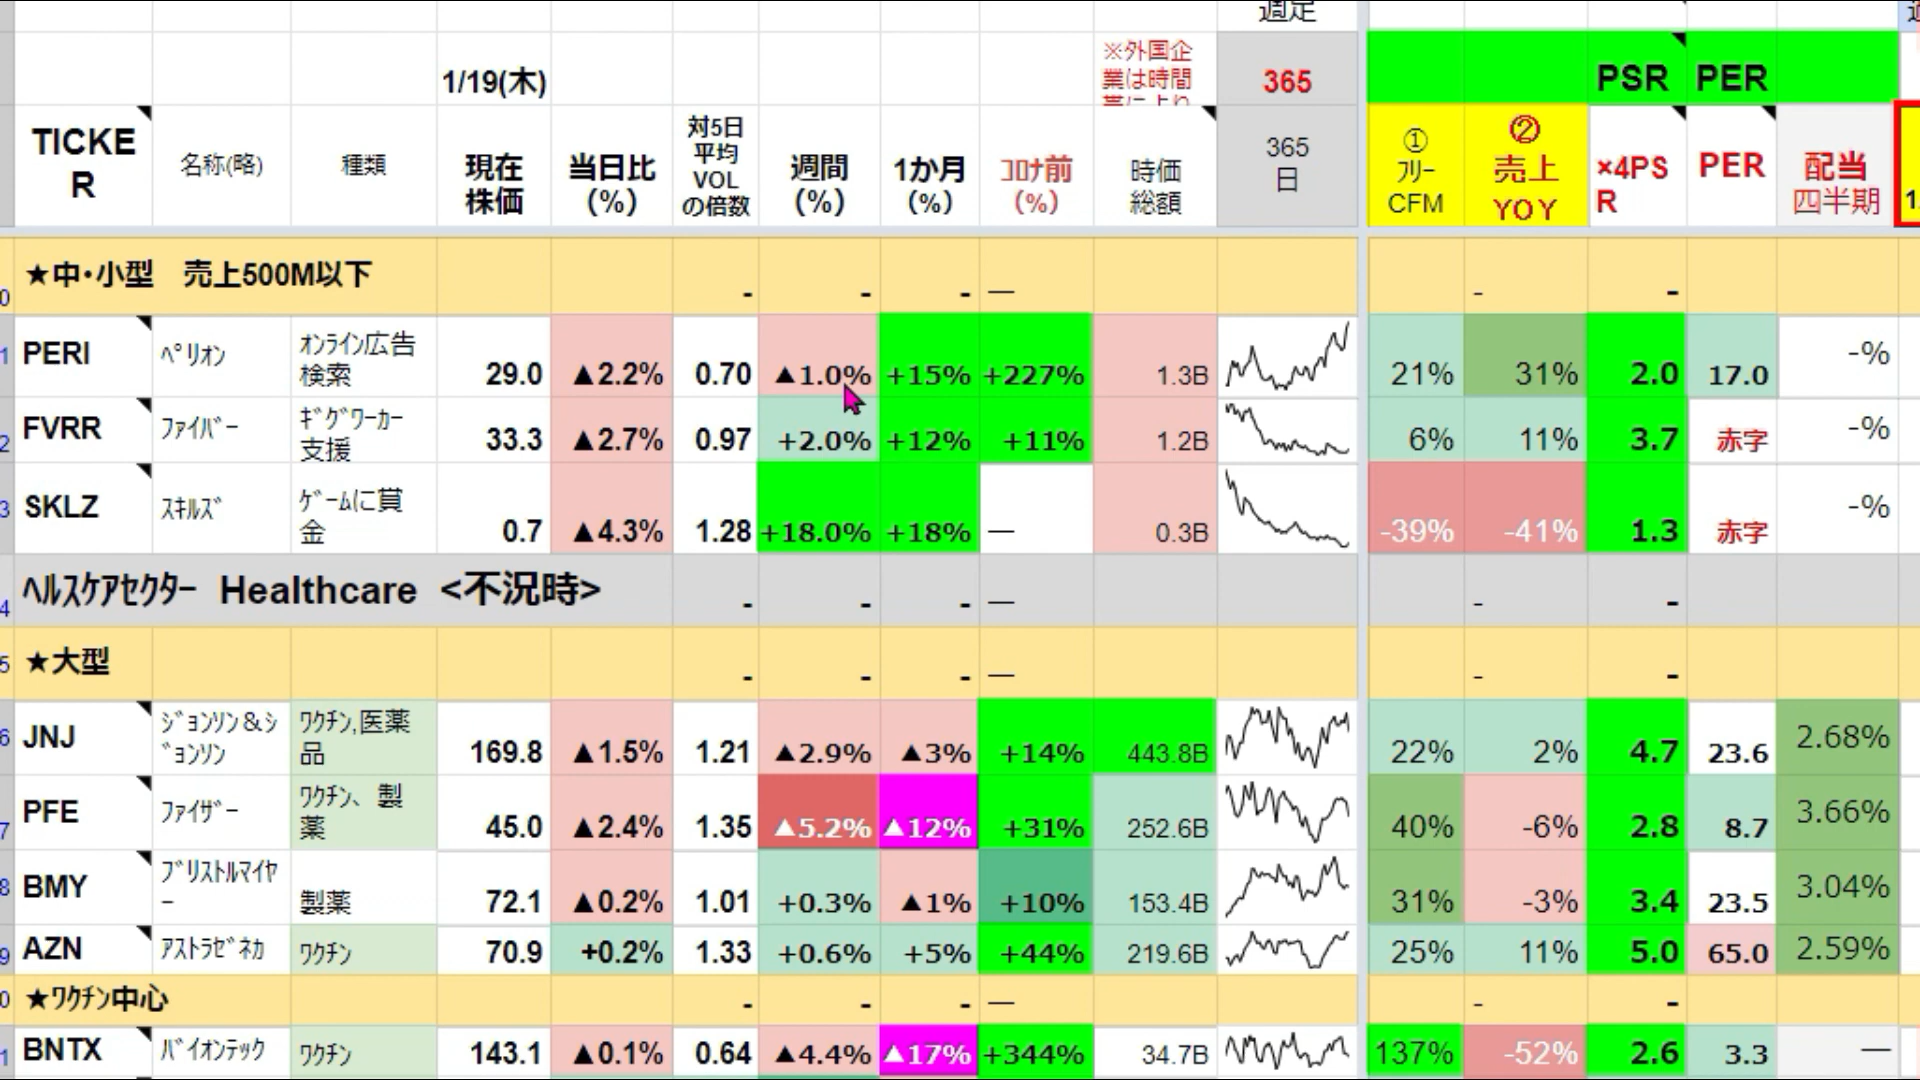 週定
1/19(木)
※外国企
業は時間
帯により
365
PSR PER
TICKE
R
名称(略)
種類
現在
株価
当日比
(%)
対5日
平均
VOL
の倍数
週間
(%)
1か月
(%)
ｺﾛﾅ前
(%)
時価
総額
365
日
①
ﾌﾘｰ
CFM
②
売上
YOY
×4PS
R
PER
配当
四半期
★中・小型　売上500M以下 - - - — - -
PERI ﾍﾟﾘｵﾝ ｵﾝﾗｲﾝ広告
検索 29.0 ▲2.2% 0.70 ▲1.0% +15% +227% 1.3B 21% 31% 2.0 17.0 -%
FVRR ﾌｧｲﾊﾞｰ ｷﾞｸﾞﾜｰｶｰ
支援 33.3 ▲2.7% 0.97 +2.0% +12% +11% 1.2B 6% 11% 3.7 赤字 -%
SKLZ ｽｷﾙｽﾞ ｹﾞｰﾑに賞
金 0.7 ▲4.3% 1.28 +18.0% +18% — 0.3B -39% -41% 1.3 赤字 -%
ﾍﾙｽｹｱｾｸﾀｰ Healthcare <不況時> - - - — - -
★大型 - - - — - -
JNJ ｼﾞｮﾝｿﾝ＆ｼ
ﾞｮﾝｿﾝ ﾜｸﾁﾝ,医薬
品 169.8 ▲1.5% 1.21 ▲2.9% ▲3% +14% 443.8B 22% 2% 4.7 23.6 2.68%
PFE ﾌｧｲｻﾞｰ ﾜｸﾁﾝ、製
薬 45.0 ▲2.4% 1.35 △5.2% △12% +31% 252.6B 40% -6% 2.8 8.7 3.66%
BMY ﾌﾞﾘｽﾄﾙﾏｲﾔ
ｰ 製薬 72.1 ▲0.2% 1.01 +0.3% ▲1% +10% 153.4B 31% -3% 3.4 23.5 3.04%
AZN ｱｽﾄﾗｾﾞﾈｶ ﾜｸﾁﾝ 70.9 +0.2% 1.33 +0.6% +5% +44% 219.6B 25% 11% 5.0 65.0 2.59%
★ﾜｸﾁﾝ中心 - - - — - -
BNTX ﾊﾞｲｵﾝﾃｯｸ ﾜｸﾁﾝ 143.1 ▲0.1% 0.64 ▲4.4% △17% +344% 34.7B 137% -52% 2.6 3.3 —